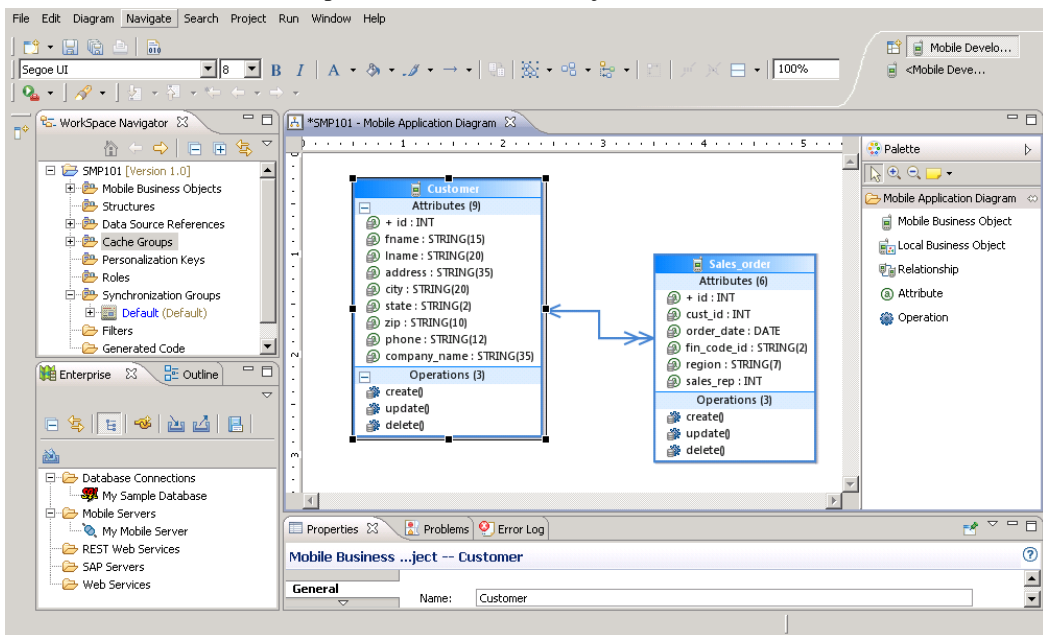 File Edit Diagram Navigate Search Project Run Window Help
Segoe UI 8 B I A 100%
Mobile Develo...
<Mobile Deve...
WorkSpace Navigator
SMP101 [Version 1.0]
Mobile Business Objects
Structures
Data Source References
Cache Groups
Personalization Keys
Roles
Synchronization Groups
Default (Default)
Filters
Generated Code
Enterprise Outline
Database Connections
My Sample Database
Mobile Servers
My Mobile Server
REST Web Services
SAP Servers
Web Services
*SMP101 - Mobile Application Diagram
1 2 3 4 5
2
3
Customer
Attributes (9)
+ id : INT
fname : STRING(15)
lname : STRING(20)
address : STRING(35)
city : STRING(20)
state : STRING(2)
zip : STRING(10)
phone : STRING(12)
company_name : STRING(35)
Operations (3)
create()
update()
delete()
Sales_order
Attributes (6)
+ id : INT
cust_id : INT
order_date : DATE
fin_code_id : STRING(2)
region : STRING(7)
sales_rep : INT
Operations (3)
create()
update()
delete()
Palette
Mobile Application Diagram
Mobile Business Object
Local Business Object
Relationship
Attribute
Operation
Properties Problems Error Log
Mobile Business ...ject -- Customer
General
Name: Customer